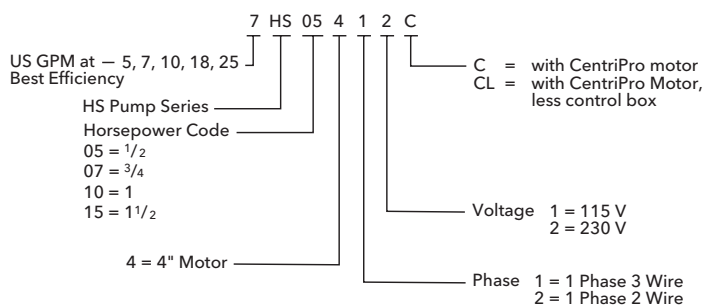 7 HS 05 4 1 2 C
US GPM at — 5, 7, 10, 18, 25
Best Efficiency
HS Pump Series
Horsepower Code
05 = 1/2
07 = 3/4
10 = 1
15 = 1 1/2
4 = 4" Motor
C = with CentriPro motor
CL = with CentriPro Motor,
less control box
Voltage 1 = 115 V
2 = 230 V
Phase 1 = 1 Phase 3 Wire
2 = 1 Phase 2 Wire